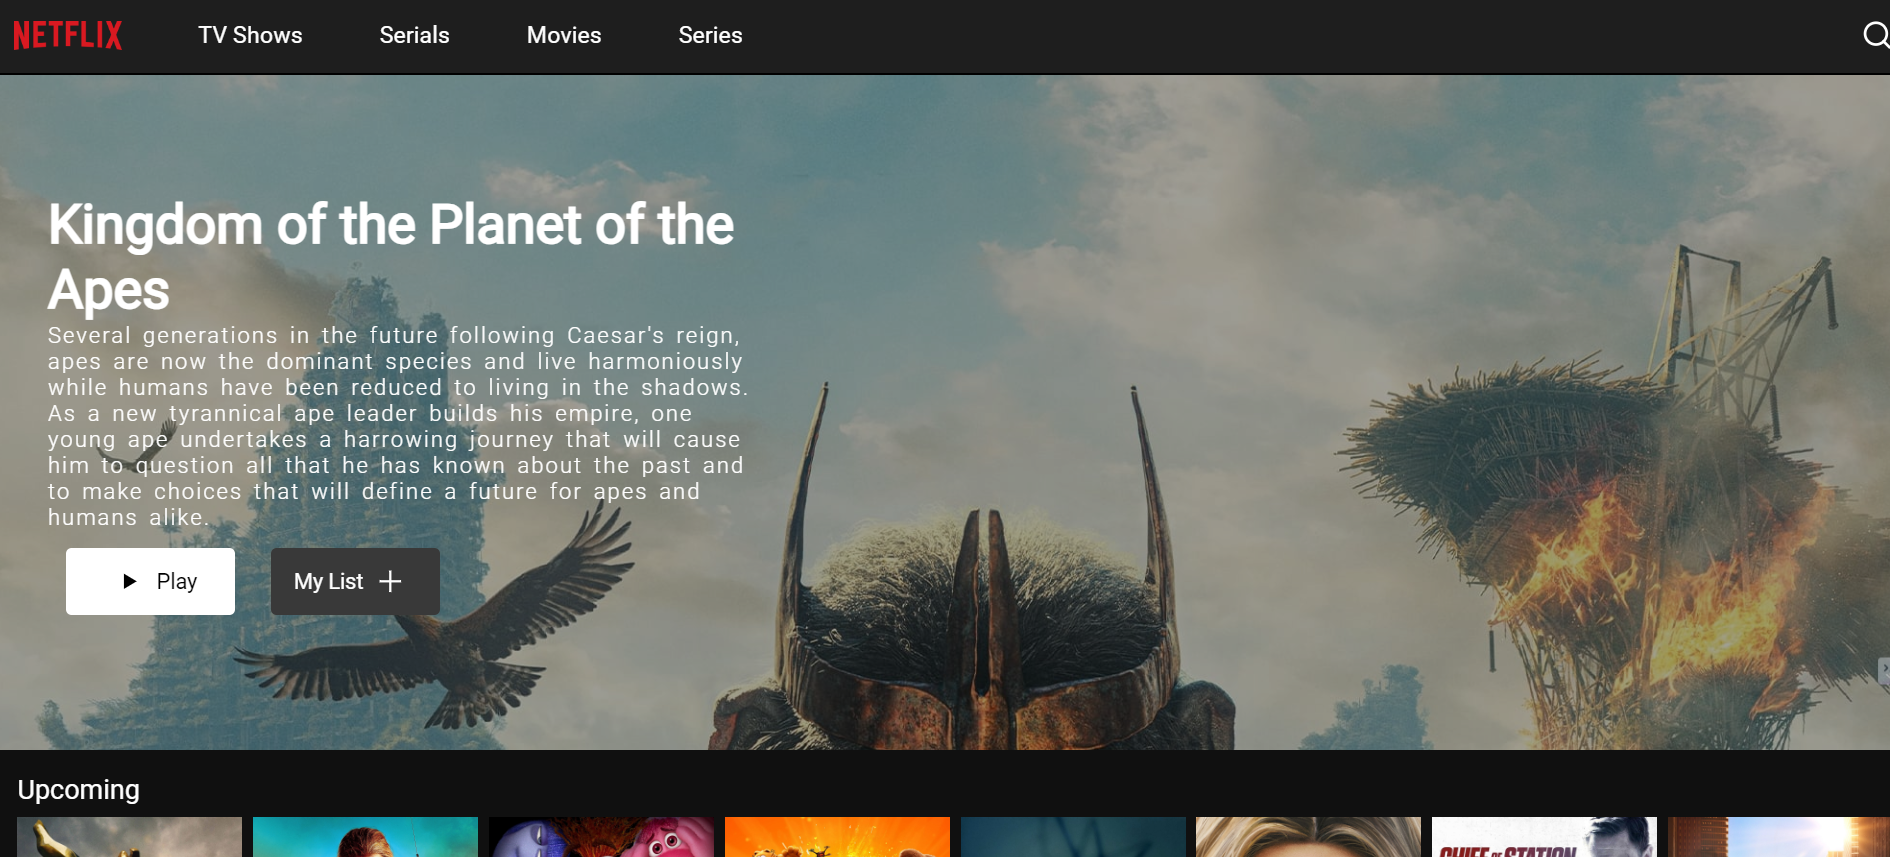 NETFLIX TV Shows Serials Movies Series
Kingdom of the Planet of the
Apes
Several generations in the future following Caesar's reign,
apes are now the dominant species and live harmoniously
while humans have been reduced to living in the shadows.
As a new tyrannical ape leader builds his empire, one
young ape undertakes a harrowing journey that will cause
him to question all that he has known about the past and
to make choices that will define a future for apes and
humans alike.
Play My List
Upcoming
CHIEF OF STATION